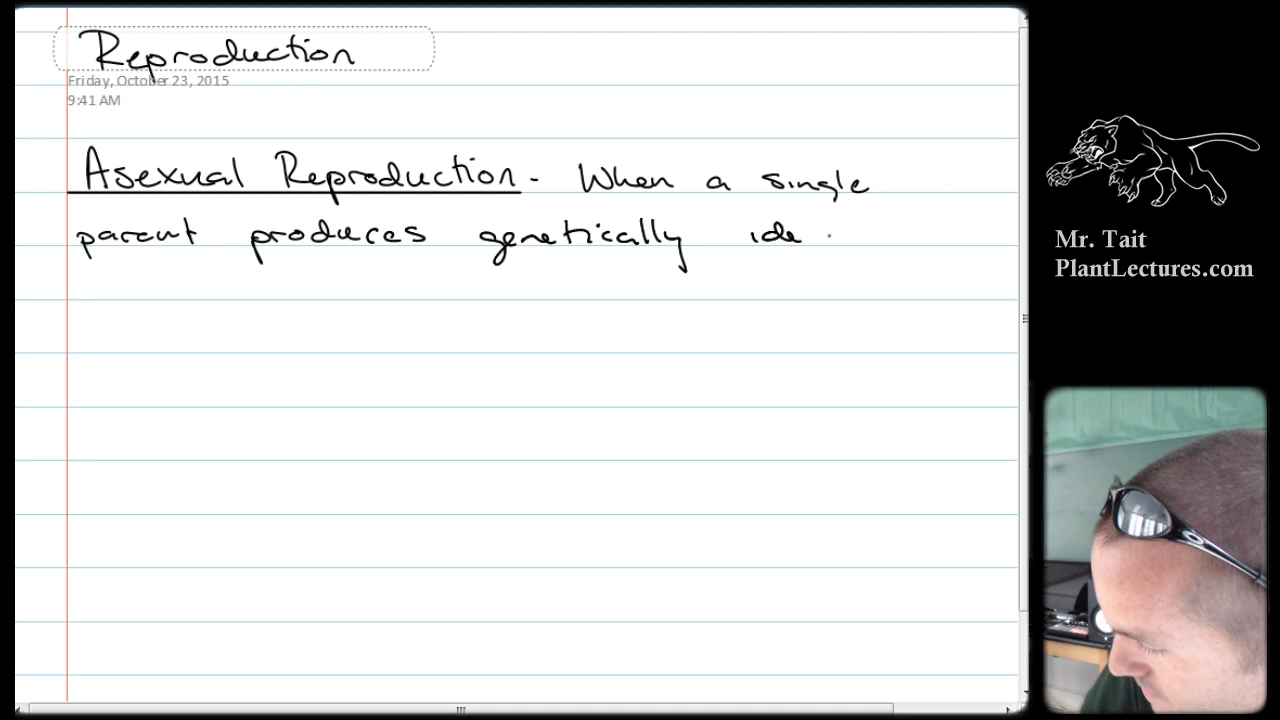 Reproduction
Friday, October 23, 2015
9:41 AM
Asexual Reproduction - When a single
parent produces genetically ide
Mr. Tait
PlantLectures.com